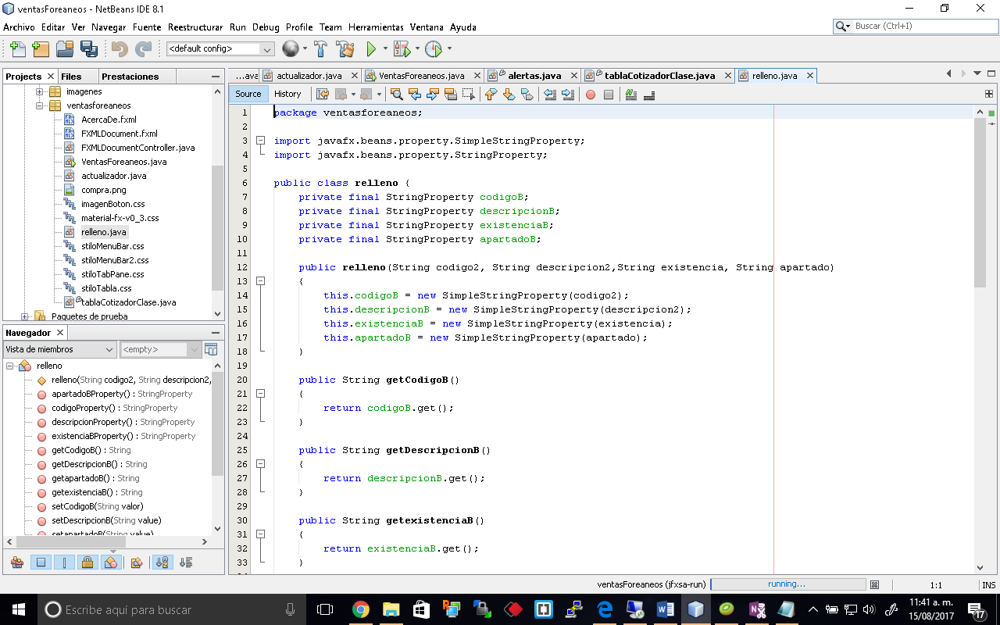 ventasForeaneos - NetBeans IDE 8.1
Archivo Editar Ver Navegar Fuente Reestructurar Run Debug Profile Team Herramientas Ventana Ayuda
Buscar (Ctrl+I)
<default config>
Projects Files Prestaciones
imagenes
ventasforeaneos
AcercaDe.fxml
FXMLDocument.fxml
FXMLDocumentController.java
VentasForeaneos.java
actualizador.java
compra.png
imagenBoton.css
material-fx-v0_3.css
relleno.java
stiloMenuBar.css
stiloMenuBar2.css
stiloTabPane.css
stiloTabla.css
tablaCotizadorClase.java
Paquetes de prueba
Navegador
Vista de miembros <empty>
relleno
relleno(String codigo2, String descripcion2,
apartadoBProperty() : StringProperty
codigoProperty() : StringProperty
descripcionProperty() : StringProperty
existenciaBProperty() : StringProperty
getCodigoB() : String
getDescripcionB() : String
getapartadoB() : String
getexistenciaB() : String
setCodigoB(String valor)
setDescripcionB(String value)
setapartadoB(String value)
...ava actualizador.java VentasForeaneos.java alertas.java tablaCotizadorClase.java relleno.java
Source History
1 package ventasforeaneos;
2
3 import javafx.beans.property.SimpleStringProperty;
4 import javafx.beans.property.StringProperty;
5
6 public class relleno {
7 private final StringProperty codigoB;
8 private final StringProperty descripcionB;
9 private final StringProperty existenciaB;
10 private final StringProperty apartadoB;
11
12 public relleno(String codigo2, String descripcion2,String existencia, String apartado)
13 {
14 this.codigoB = new SimpleStringProperty(codigo2);
15 this.descripcionB = new SimpleStringProperty(descripcion2);
16 this.existenciaB = new SimpleStringProperty(existencia);
17 this.apartadoB = new SimpleStringProperty(apartado);
18 }
19
20 public String getCodigoB()
21 {
22 return codigoB.get();
23 }
24
25 public String getDescripcionB()
26 {
27 return descripcionB.get();
28 }
29
30 public String getexistenciaB()
31 {
32 return existenciaB.get();
33 }
ventasForeaneos (jfxsa-run) running... 1:1 INS
Escribe aquí para buscar
11:41 a. m.
15/08/2017
17